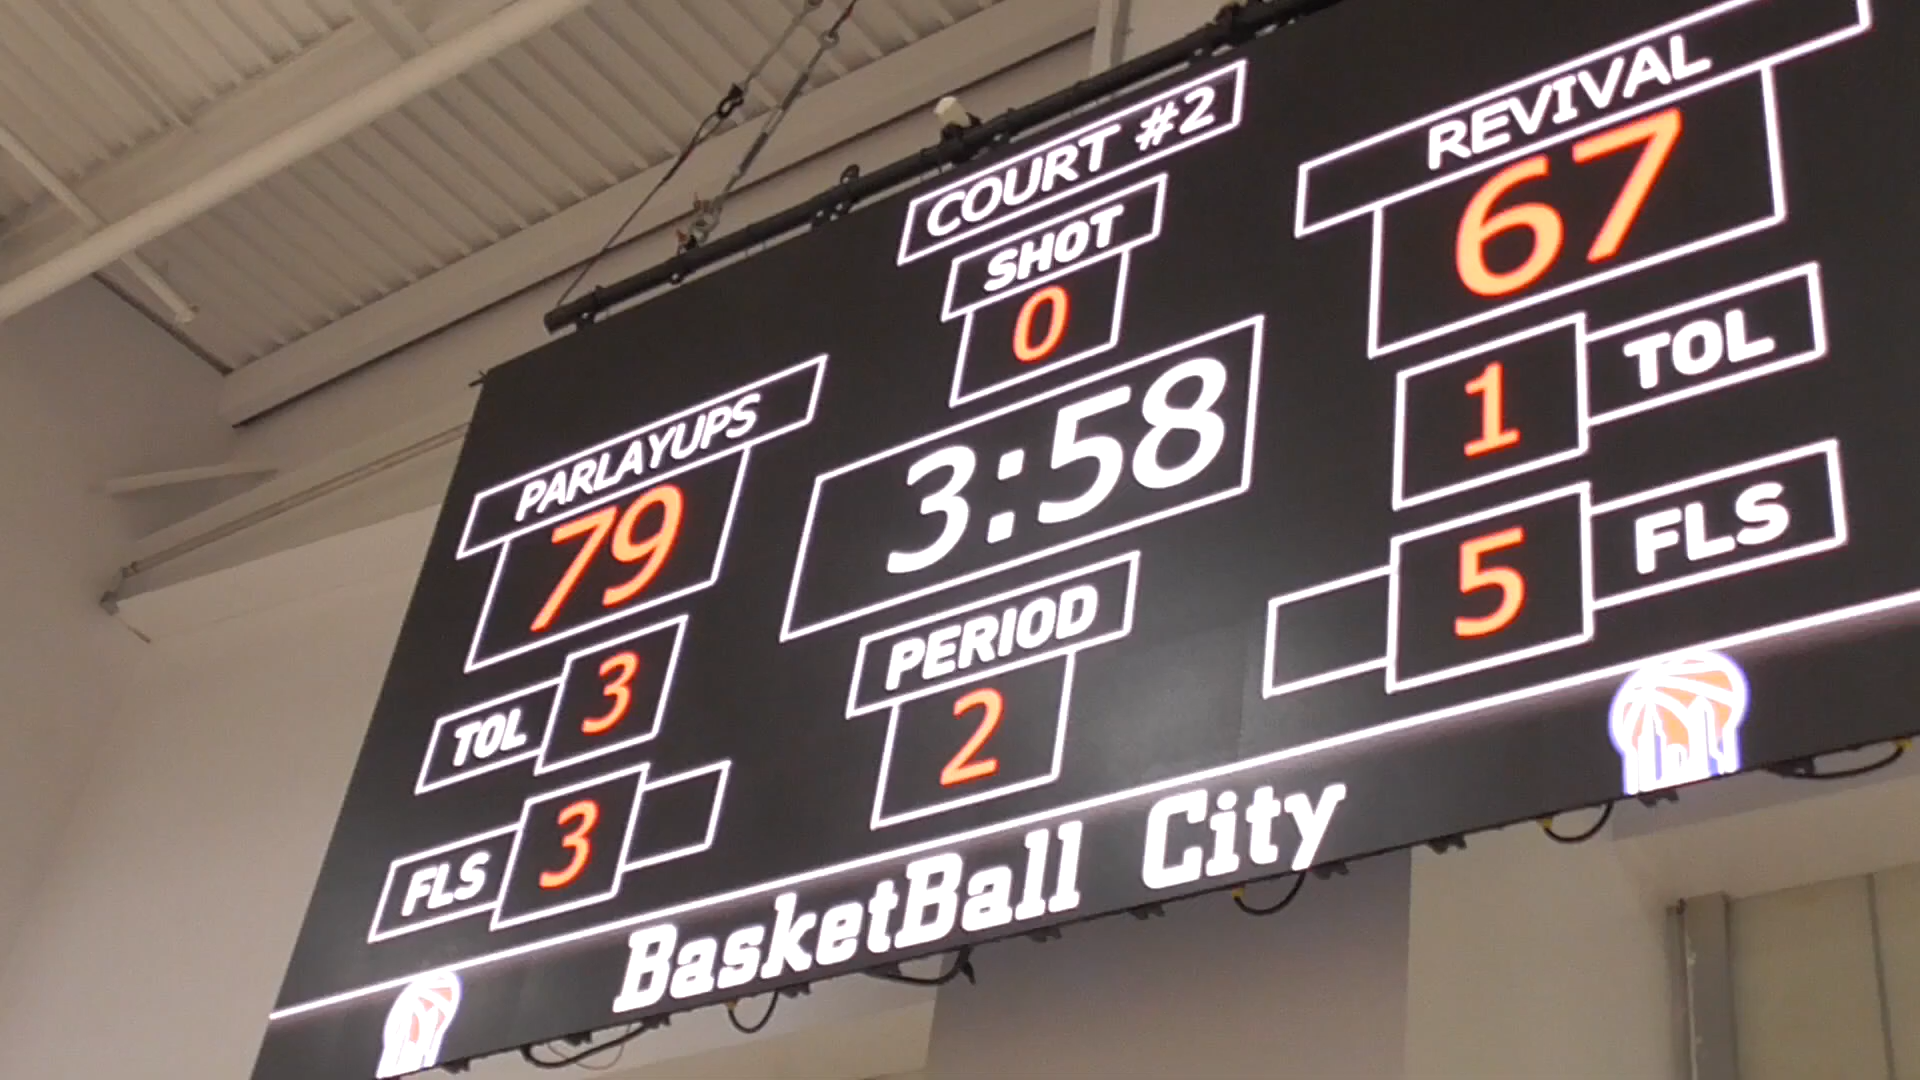 COURT #2
SHOT
0
PARLAYUPS
79
3:58
REVIVAL
67
TOL 3
PERIOD
2
1 TOL
FLS 3
5 FLS
BasketBall City